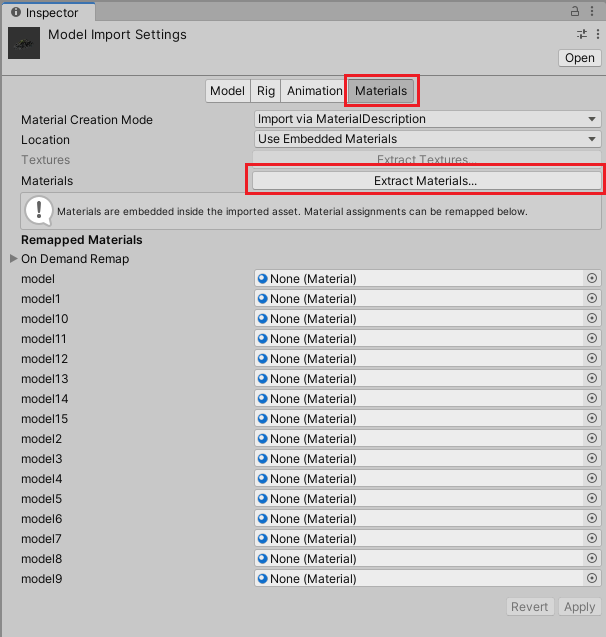 Inspector
Model Import Settings
Open
Model Rig Animation Materials
Material Creation Mode Import via MaterialDescription
Location Use Embedded Materials
Textures Extract Textures...
Materials Extract Materials...
Materials are embedded inside the imported asset. Material assignments can be remapped below.
Remapped Materials
On Demand Remap
model None (Material)
model1 None (Material)
model10 None (Material)
model11 None (Material)
model12 None (Material)
model13 None (Material)
model14 None (Material)
model15 None (Material)
model2 None (Material)
model3 None (Material)
model4 None (Material)
model5 None (Material)
model6 None (Material)
model7 None (Material)
model8 None (Material)
model9 None (Material)
Revert Apply